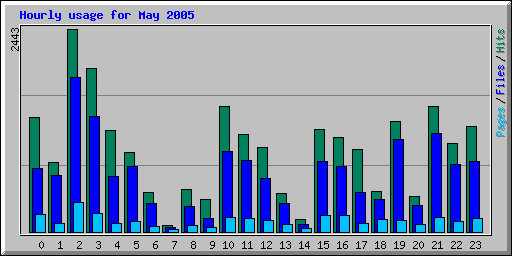 Hourly usage for May 2005
2443
Pages/Files/Hits
0 1 2 3 4 5 6 7 8 9 10 11 12 13 14 15 16 17 18 19 20 21 22 23